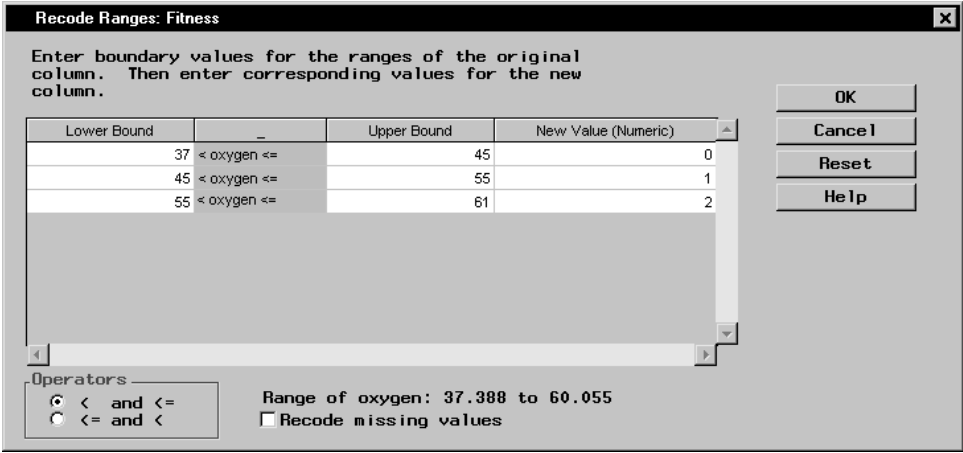 Recode Ranges: Fitness
Enter boundary values for the ranges of the original
column. Then enter corresponding values for the new
column.
Lower Bound _ Upper Bound New Value (Numeric)
37 < oxygen <= 45 0
45 < oxygen <= 55 1
55 < oxygen <= 61 2
OK
Cancel
Reset
Help
Operators
< and <=
<= and <
Range of oxygen: 37.388 to 60.055
Recode missing values